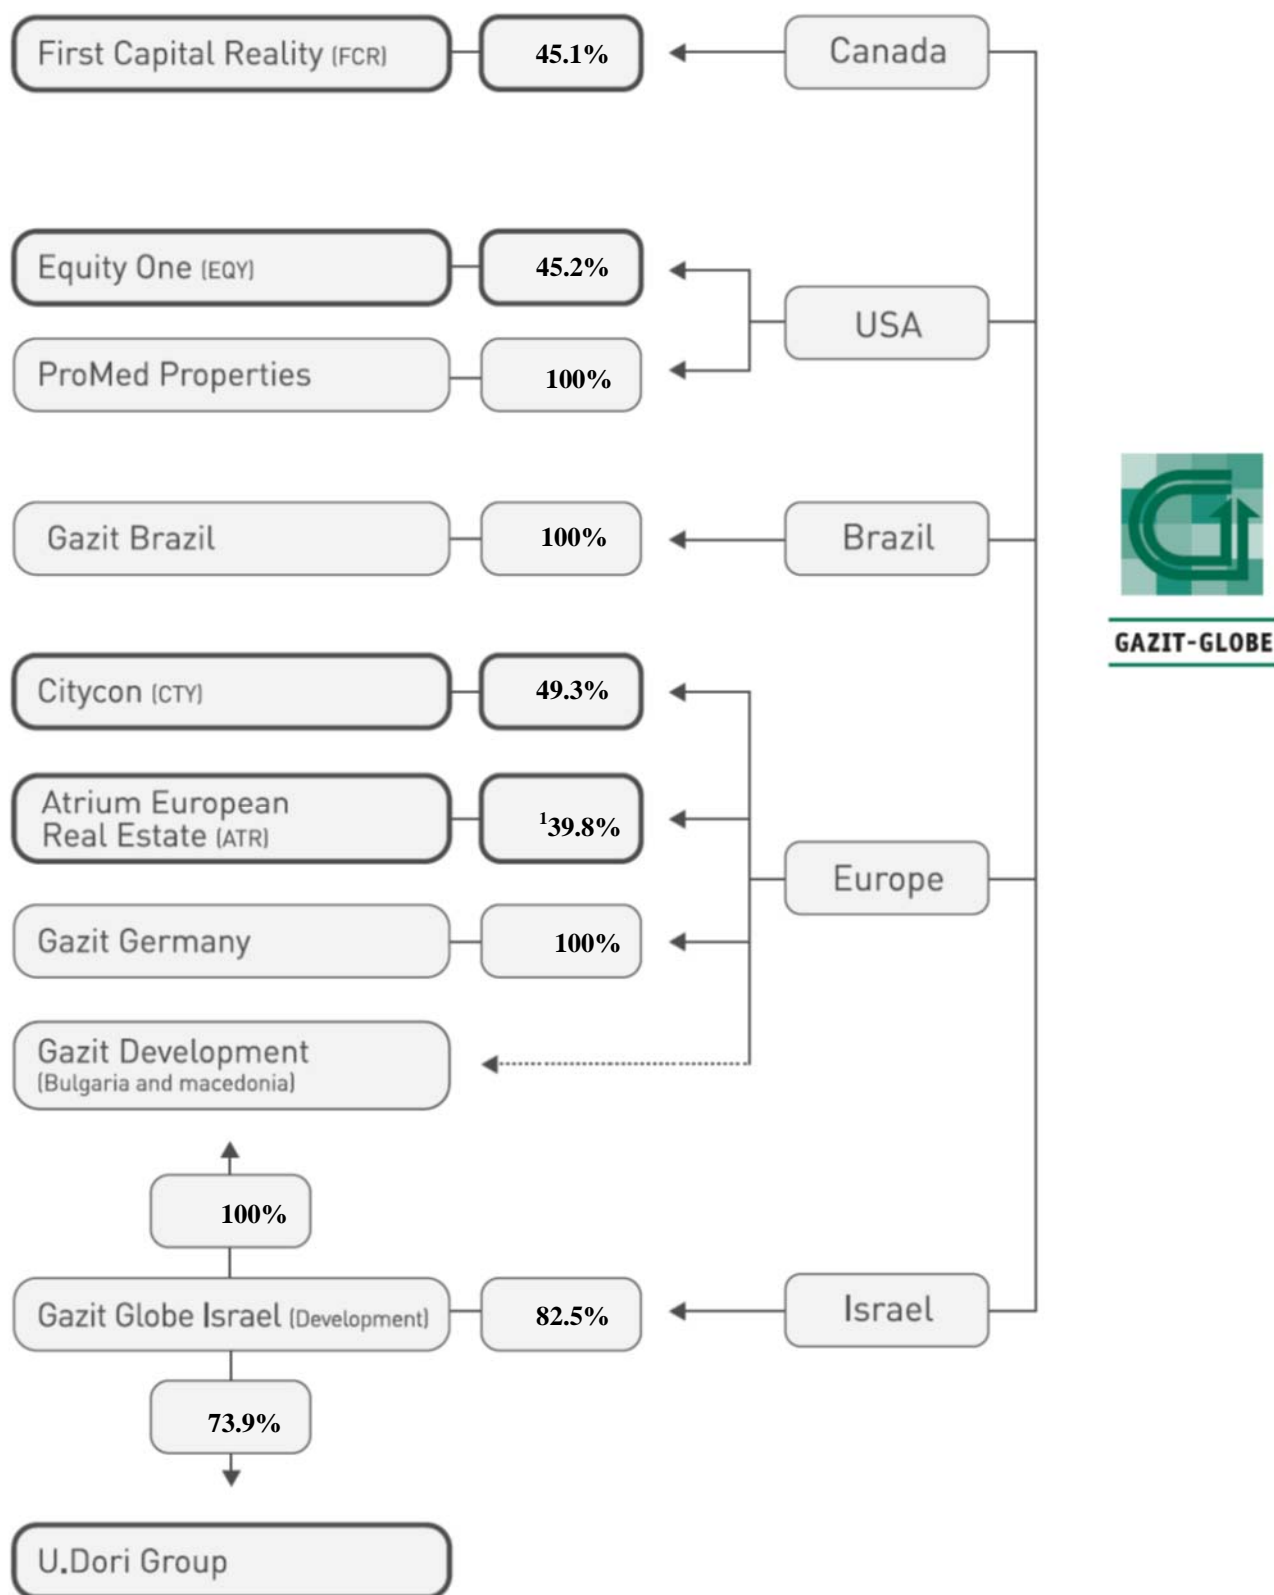 First Capital Reality (FCR) 45.1% Canada
Equity One (EQY) 45.2%
USA
ProMed Properties 100%
Gazit Brazil 100% Brazil
GAZIT-GLOBE
Citycon (CTY) 49.3%
Atrium European
Real Estate (ATR) ¹39.8%
Europe
Gazit Germany 100%
Gazit Development
(Bulgaria and macedonia)
100%
Gazit Globe Israel (Development) 82.5% Israel
73.9%
U.Dori Group